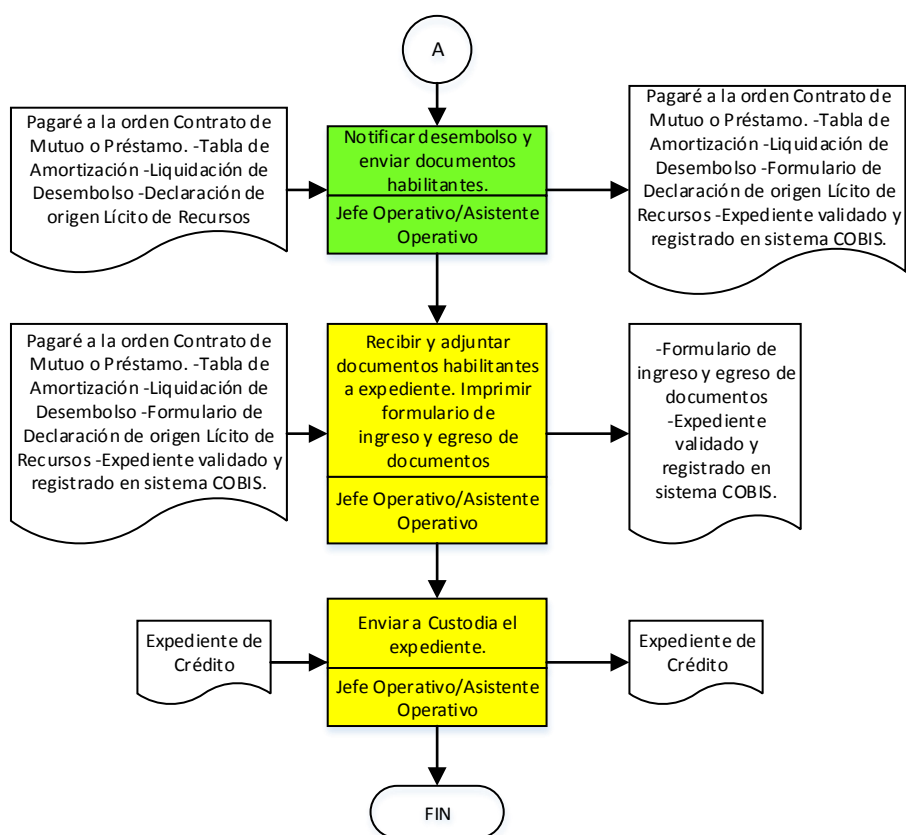 A
Pagaré a la orden Contrato de
Mutuo o Préstamo. -Tabla de
Amortización -Liquidación de
Desembolso -Declaración de
origen Lícito de Recursos
Notificar desembolso y
enviar documentos
habilitantes.
Jefe Operativo/Asistente
Operativo
Pagaré a la orden Contrato de
Mutuo o Préstamo. -Tabla de
Amortización -Liquidación de
Desembolso -Formulario de
Declaración de origen Lícito de
Recursos -Expediente validado y
registrado en sistema COBIS.
Pagaré a la orden Contrato de
Mutuo o Préstamo. -Tabla de
Amortización -Liquidación de
Desembolso -Formulario de
Declaración de origen Lícito de
Recursos -Expediente validado y
registrado en sistema COBIS.
Recibir y adjuntar
documentos habilitantes
a expediente. Imprimir
formulario de
ingreso y egreso de
documentos
Jefe Operativo/Asistente
Operativo
-Formulario de
ingreso y egreso de
documentos
-Expediente
validado y
registrado en
sistema COBIS.
Expediente de
Crédito
Enviar a Custodia el
expediente.
Jefe Operativo/Asistente
Operativo
Expediente de
Crédito
FIN